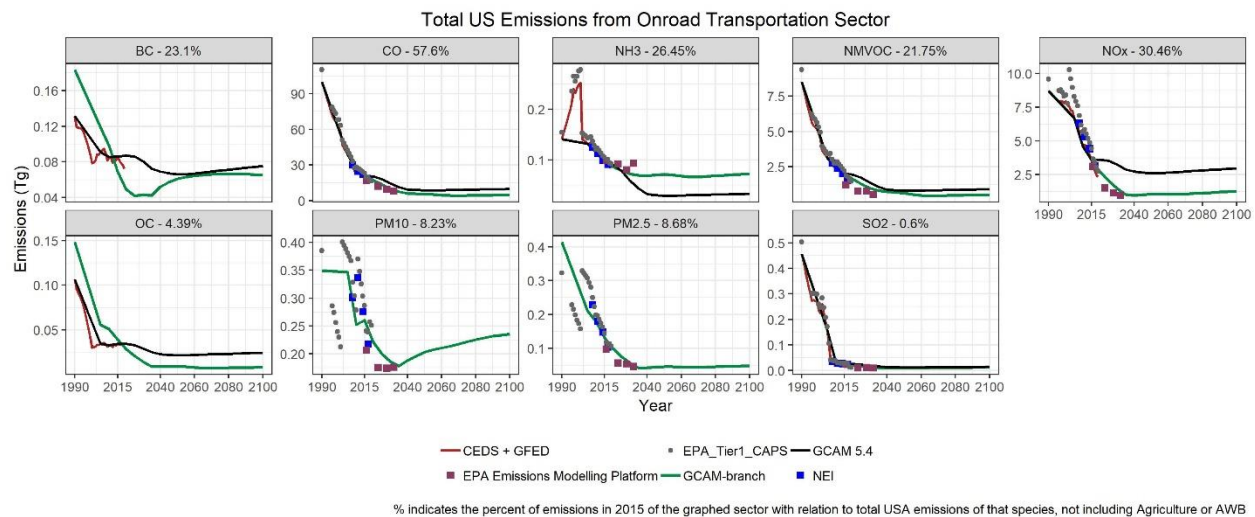 Total US Emissions from Onroad Transportation Sector
BC - 23.1% CO - 57.6% NH3 - 26.45% NMVOC - 21.75% NOx - 30.46%
0.16 0.12 0.08 0.04
90 60 30 0
0.2 0.1
7.5 5.0 2.5
10.0 7.5 5.0 2.5
1990 2015 2040 2060 2080 2100
OC - 4.39% PM10 - 8.23% PM2.5 - 8.68% SO2 - 0.6%
0.15 0.10 0.05
0.40 0.35 0.30 0.25 0.20
0.4 0.3 0.2 0.1
0.5 0.4 0.3 0.2 0.1 0.0
1990 2015 2040 2060 2080 2100 1990 2015 2040 2060 2080 2100 1990 2015 2040 2060 2080 2100 1990 2015 2040 2060 2080 2100
Emissions (Tg)
Year
CEDS + GFED EPA_Tier1_CAPS GCAM 5.4
EPA Emissions Modelling Platform GCAM-branch NEI
% indicates the percent of emissions in 2015 of the graphed sector with relation to total USA emissions of that species, not including Agriculture or AWB